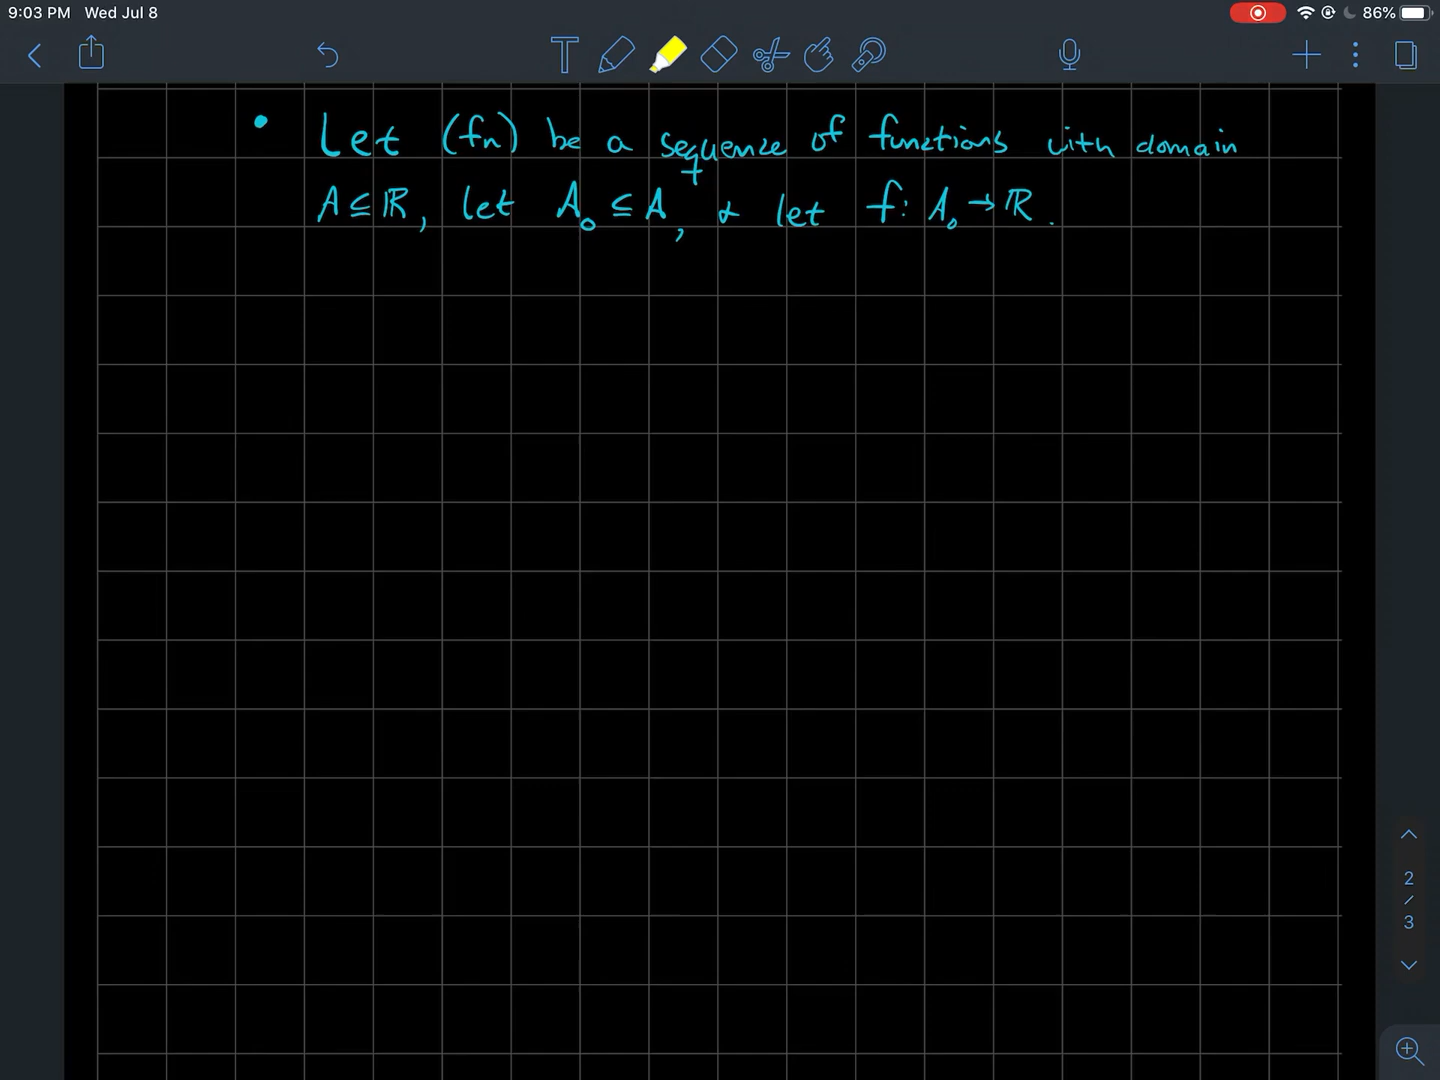 9:03 PM Wed Jul 8 86%
• Let (fn) be a sequence of functions with domain
A ⊆ ℝ, let A₀ ⊆ A, & let f: A₀ → ℝ.
2
/
3